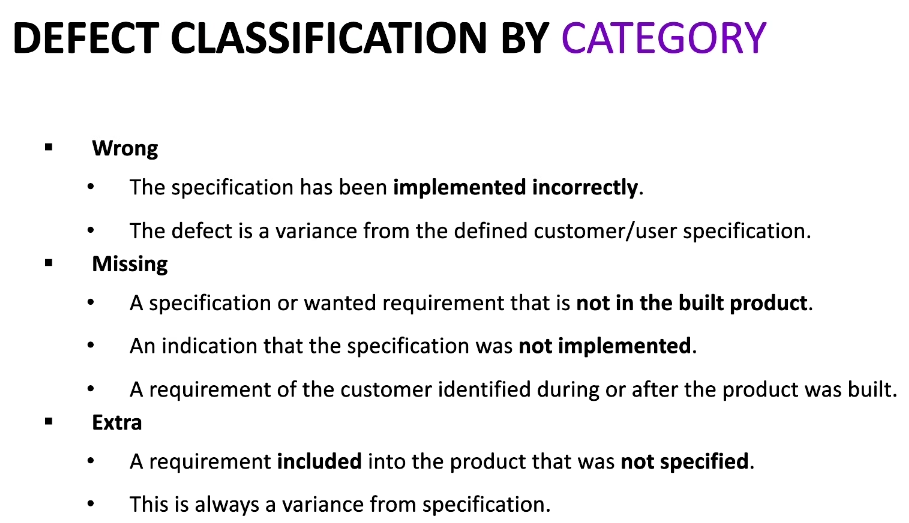 DEFECT CLASSIFICATION BY CATEGORY
▪ Wrong
• The specification has been implemented incorrectly.
• The defect is a variance from the defined customer/user specification.
▪ Missing
• A specification or wanted requirement that is not in the built product.
• An indication that the specification was not implemented.
• A requirement of the customer identified during or after the product was built.
▪ Extra
• A requirement included into the product that was not specified.
• This is always a variance from specification.